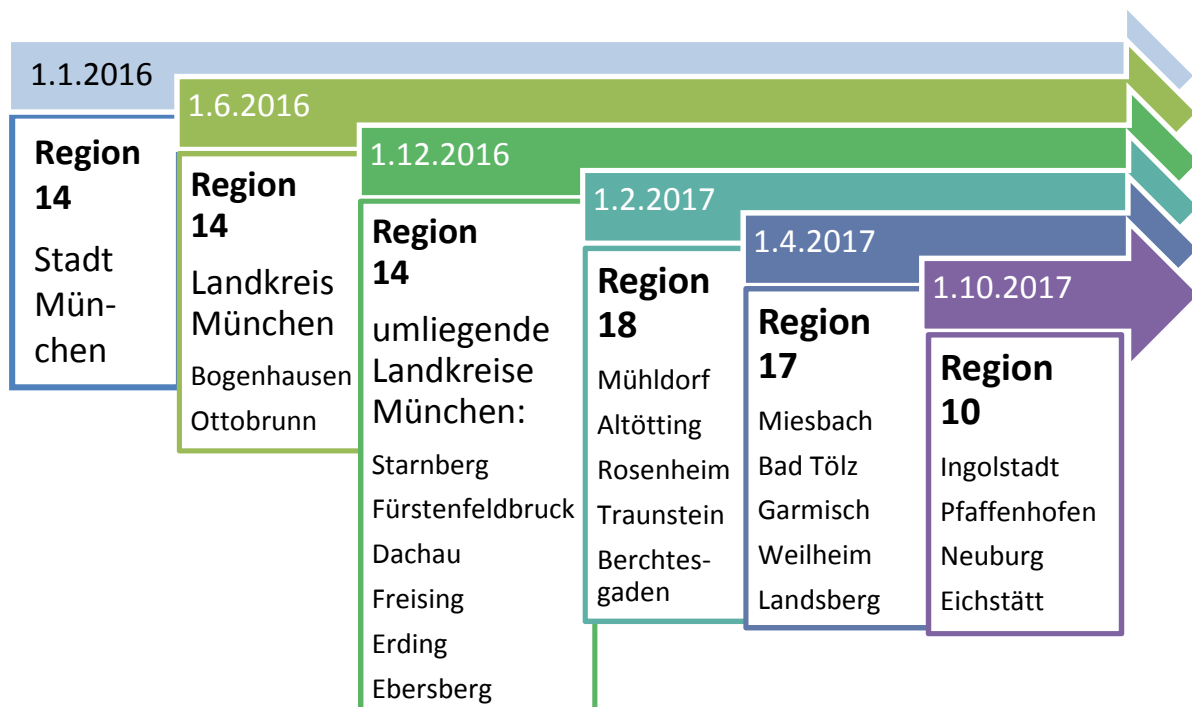 1.1.2016
Region
14
Stadt
Mün-
chen
1.6.2016
Region
14
Landkreis
München
Bogenhausen
Ottobrunn
1.12.2016
Region
14
umliegende
Landkreise
München:
Starnberg
Fürstenfeldbruck
Dachau
Freising
Erding
Ebersberg
1.2.2017
Region
18
Mühldorf
Altötting
Rosenheim
Traunstein
Berchtes-
gaden
1.4.2017
Region
17
Miesbach
Bad Tölz
Garmisch
Weilheim
Landsberg
1.10.2017
Region
10
Ingolstadt
Pfaffenhofen
Neuburg
Eichstätt